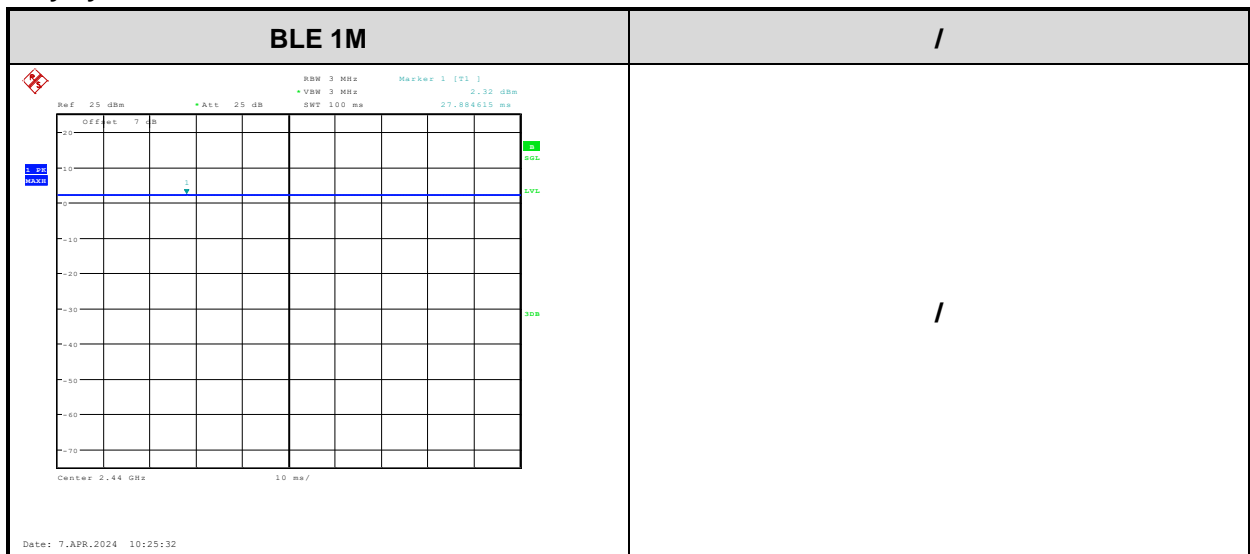 BLE 1M /
R/S
RBW 3 MHz Marker 1 [T1 ]
*VBW 3 MHz 2.32 dBm
Ref 25 dBm *Att 25 dB SWT 100 ms 27.884615 ms
Offset 7 dB
20
B
SGL
1 PK
MAXH
10
1
LVL
0
-10
-20
-30
3DB
/
-40
-50
-60
-70
Center 2.44 GHz 10 ms/
Date: 7.APR.2024 10:25:32